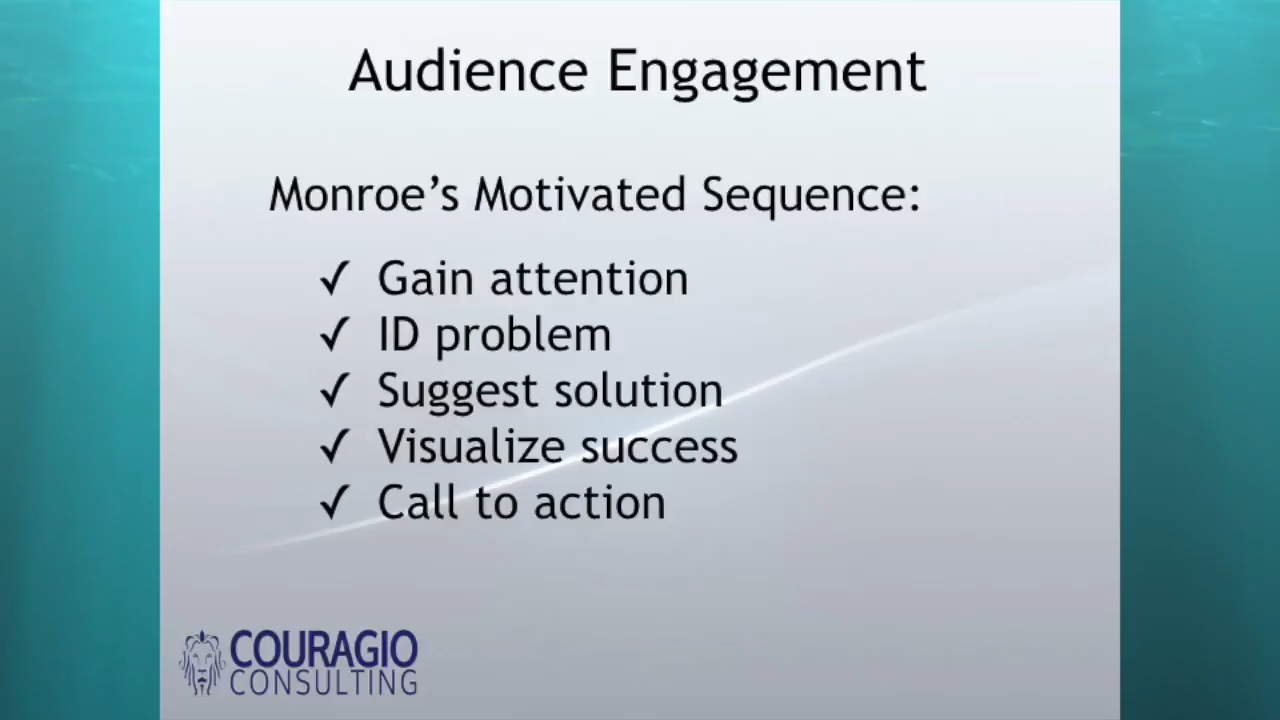 Audience Engagement
Monroe’s Motivated Sequence:
✓ Gain attention
✓ ID problem
✓ Suggest solution
✓ Visualize success
✓ Call to action
COURAGIO
CONSULTING